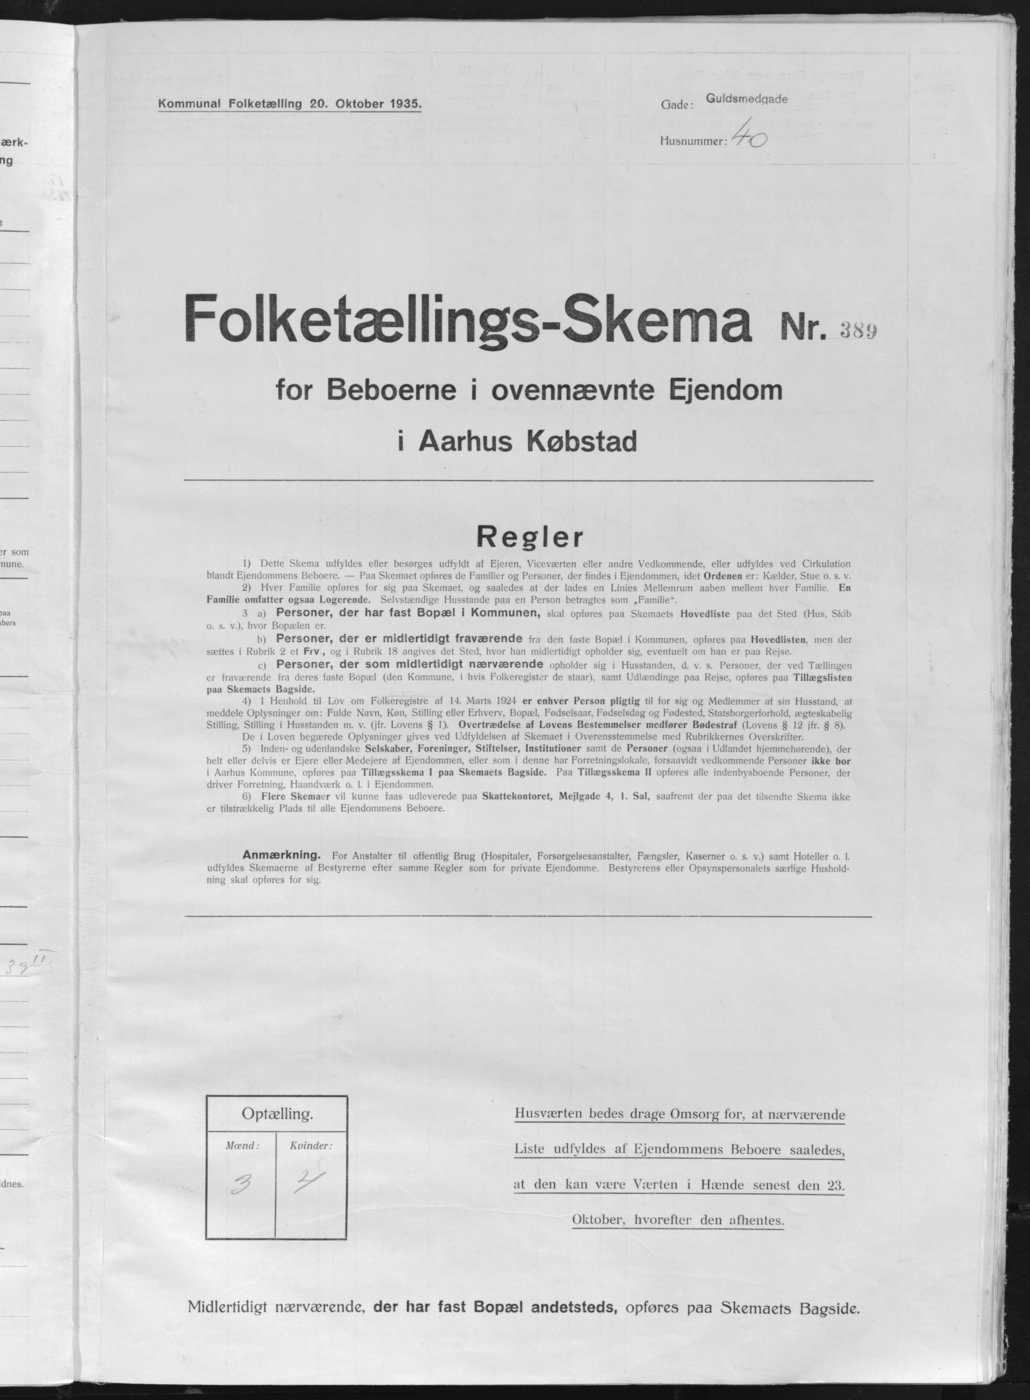 Kommunal Folketælling 20. Oktober 1935.
Gade: Guldsmedgade
Husnummer: 40
Folketællings-Skema Nr. 389
for Beboerne i ovennævnte Ejendom
i Aarhus Købstad
Regler
1) Dette Skema udfyldes eller besørges udfyldt af Ejeren, Viceværten eller andre Vedkommende, eller udfyldes ved Cirkulation
blandt Ejendommens Beboere. — Paa Skemaet opføres de Familier og Personer, der findes i Ejendommen, idet Ordenen er: Kælder, Stue o. s. v.
2) Hver Familie opføres for sig paa Skemaet, og saaledes at der lades en Linies Mellemrum aaben mellem hver Familie. En
Familie omfatter ogsaa Logerende. Selvstændige Husstande paa en Person betragtes som „Familie“.
3 a) Personer, der har fast Bopæl i Kommunen, skal opføres paa Skemaets Hovedliste paa det Sted (Hus, Skib
o. s. v.), hvor Bopælen er.
b) Personer, der er midlertidigt fraværende fra den faste Bopæl i Kommunen, opføres paa Hovedlisten, men der
sættes i Rubrik 2 et Frv., og i Rubrik 18 angives det Sted, hvor han midlertidigt opholder sig, eventuelt om han er paa Rejse.
c) Personer, der som midlertidigt nærværende opholder sig i Husstanden, d. v. s. Personer, der ved Tællingen
er fraværende fra deres faste Bopæl (den Kommune, i hvis Folkeregister de staar), samt Udlændinge paa Rejse, opføres paa Tillægslisten
paa Skemaets Bagside.
4) I Henhold til Lov om Folkeregistre af 14. Marts 1924 er enhver Person pligtig til for sig og Medlemmer af sin Husstand, at
meddele Oplysninger om: Fulde Navn, Køn, Stilling eller Erhverv, Bopæl, Fødselsaar, Fødselsdag og Fødested, Statsborgerforhold, ægteskabelig
Stilling, Stilling i Husstanden m. v. (jfr. Lovens § 1). Overtrædelse af Lovens Bestemmelser medfører Bødestraf (Lovens § 12 jfr. § 8).
De i Loven begærede Oplysninger gives ved Udfyldelsen af Skemaet i Overensstemmelse med Rubrikkernes Overskrifter.
5) Inden- og udenlandske Selskaber, Foreninger, Stiftelser, Institutioner samt de Personer (ogsaa i Udlandet hjemmehørende), der
helt eller delvis er Ejere eller Medejere af Ejendommen, eller som i denne har Forretningslokale, forsaavidt vedkommende Personer ikke bor
i Aarhus Kommune, opføres paa Tillægsskema I paa Skemaets Bagside. Paa Tillægsskema II opføres alle indenbysboende Personer, der
driver Forretning, Haandværk o. l. i Ejendommen.
6) Flere Skemaer vil kunne faas udleverede paa Skattekontoret, Mejlgade 4, 1. Sal, saafremt der paa det tilsendte Skema ikke
er tilstrækkelig Plads til alle Ejendommens Beboere.
Anmærkning. For Anstalter til offentlig Brug (Hospitaler, Forsørgelsesanstalter, Fængsler, Kaserner o. s. v.) samt Hoteller o. l.
udfyldes Skemaerne af Bestyrerne efter samme Regler som for private Ejendomme. Bestyrerens eller Opsynspersonalets særlige Hushold-
ning skal opføres for sig.
Optælling.
Mænd: Kvinder:
3 4
Husværten bedes drage Omsorg for, at nærværende
Liste udfyldes af Ejendommens Beboere saaledes,
at den kan være Værten i Hænde senest den 23.
Oktober, hvorefter den afhentes.
Midlertidigt nærværende, der har fast Bopæl andetsteds, opføres paa Skemaets Bagside.